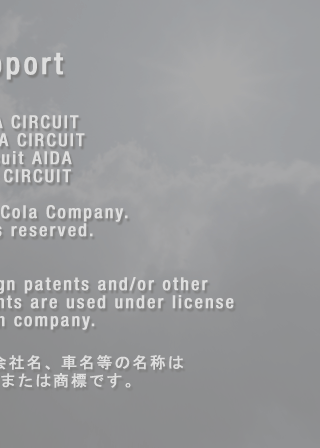 pport
A CIRCUIT
A CIRCUIT
uit AIDA
CIRCUIT
Cola Company.
s reserved.
gn patents and/or other
nts are used under license
n company.
会社名、車名等の名称は
または商標です。